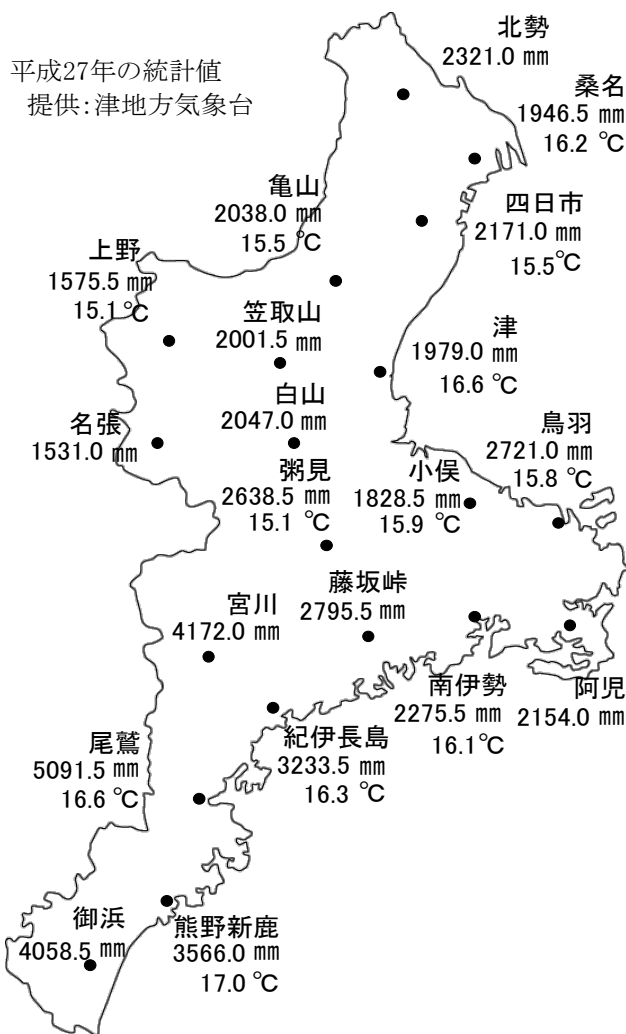 平成27年の統計値
提供：津地方気象台
北勢
2321.0 ㎜
桑名
1946.5 ㎜
16.2 ℃
亀山
2038.0 ㎜
15.5 ℃
四日市
2171.0 ㎜
15.5℃
上野
1575.5 ㎜
15.1 ℃
笠取山
2001.5 ㎜
津
1979.0 ㎜
16.6 ℃
名張
1531.0 ㎜
白山
2047.0 ㎜
鳥羽
2721.0 ㎜
15.8 ℃
粥見
2638.5 ㎜
15.1 ℃
小俣
1828.5 ㎜
15.9 ℃
宮川
4172.0 ㎜
藤坂峠
2795.5 ㎜
南伊勢
2275.5 ㎜
16.1℃
阿児
2154.0 ㎜
尾鷲
5091.5 ㎜
16.6 ℃
紀伊長島
3233.5 ㎜
16.3 ℃
御浜
4058.5 ㎜
熊野新鹿
3566.0 ㎜
17.0 ℃